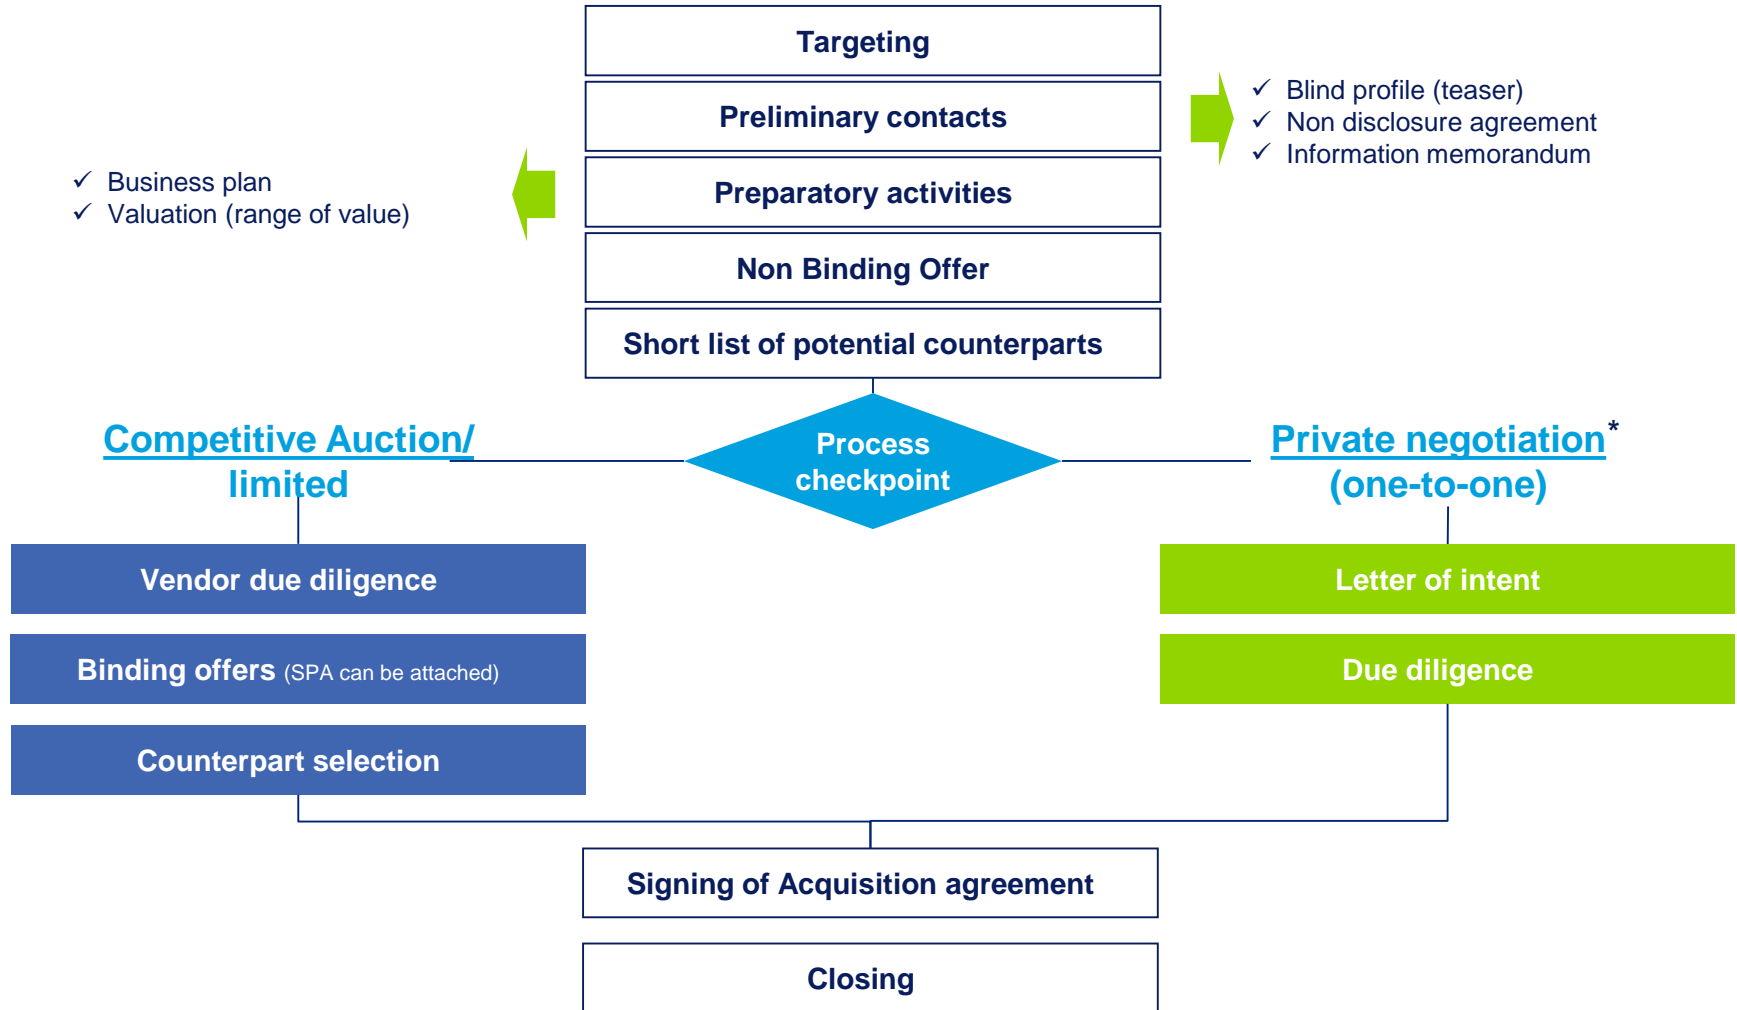 Targeting
Preliminary contacts
✓ Blind profile (teaser)
✓ Non disclosure agreement
✓ Information memorandum
Preparatory activities
✓ Business plan
✓ Valuation (range of value)
Non Binding Offer
Short list of potential counterparts
Process
checkpoint
Competitive Auction/
limited
Private negotiation*
(one-to-one)
Vendor due diligence
Binding offers (SPA can be attached)
Counterpart selection
Letter of intent
Due diligence
Signing of Acquisition agreement
Closing